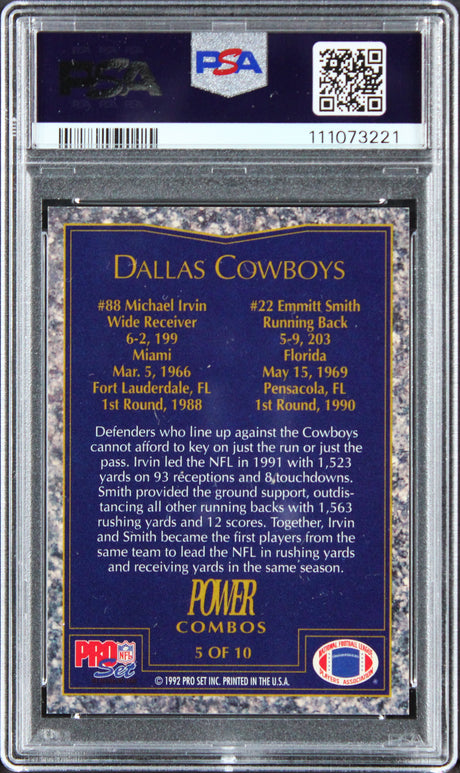 PSA
PSA
111073221
DALLAS COWBOYS
#88 Michael Irvin
Wide Receiver
6-2, 199
Miami
Mar. 5, 1966
Fort Lauderdale, FL
1st Round, 1988
#22 Emmitt Smith
Running Back
5-9, 203
Florida
May 15, 1969
Pensacola, FL
1st Round, 1990
Defenders who line up against the Cowboys
cannot afford to key on just the run or just the
pass. Irvin led the NFL in 1991 with 1,523
yards on 93 receptions and 8 touchdowns.
Smith provided the ground support, outdis-
tancing all other running backs with 1,563
rushing yards and 12 scores. Together, Irvin
and Smith became the first players from the
same team to lead the NFL in rushing yards
and receiving yards in the same season.
POWER
COMBOS
5 OF 10
PRO NFL
Set
NATIONAL FOOTBALL LEAGUE
PLAYERS ASSOCIATION
© 1992 PRO SET INC. PRINTED IN THE U.S.A.